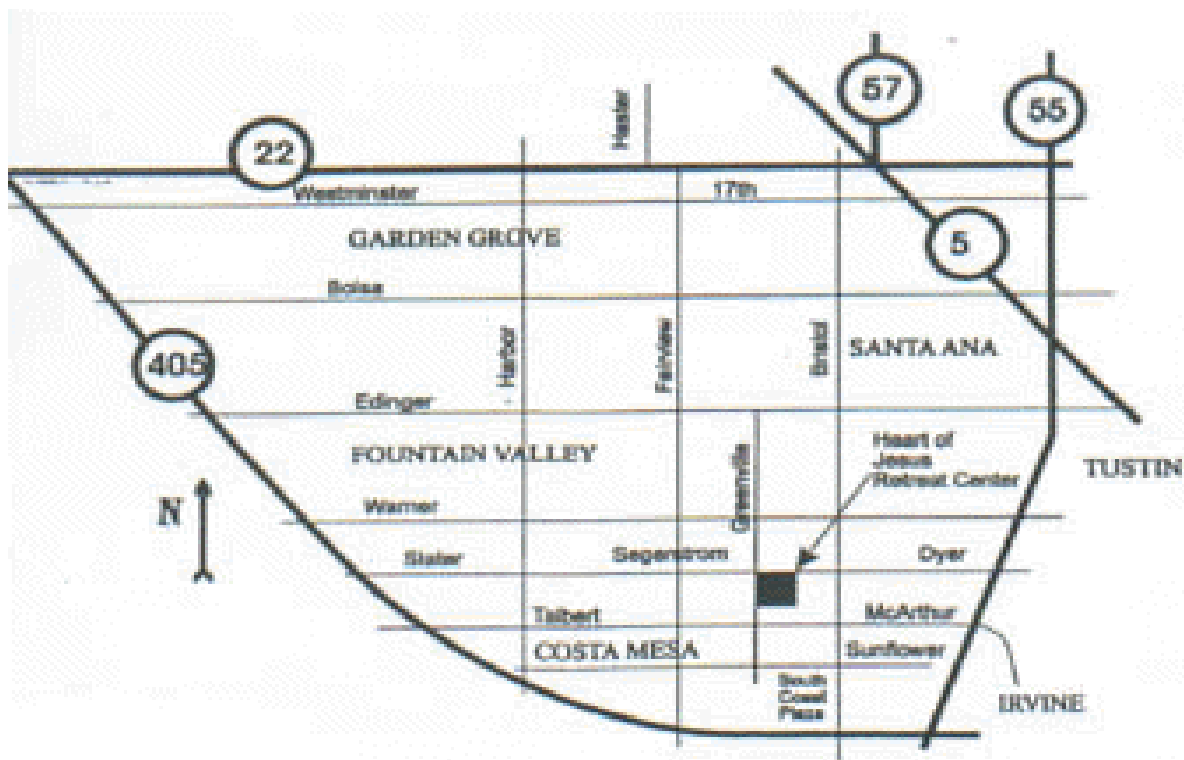 57
55
Haster
22
Westminster
17th
GARDEN GROVE
5
Bolsa
Harbor
Fairview
Bristol
SANTA ANA
405
Edinger
FOUNTAIN VALLEY
Greenville
Heart of
Jesus
Retreat Center
TUSTIN
N
Warner
Slater
Segerstrom
Dyer
Talbert
McArthur
COSTA MESA
Sunflower
South
Coast
Plaza
IRVINE